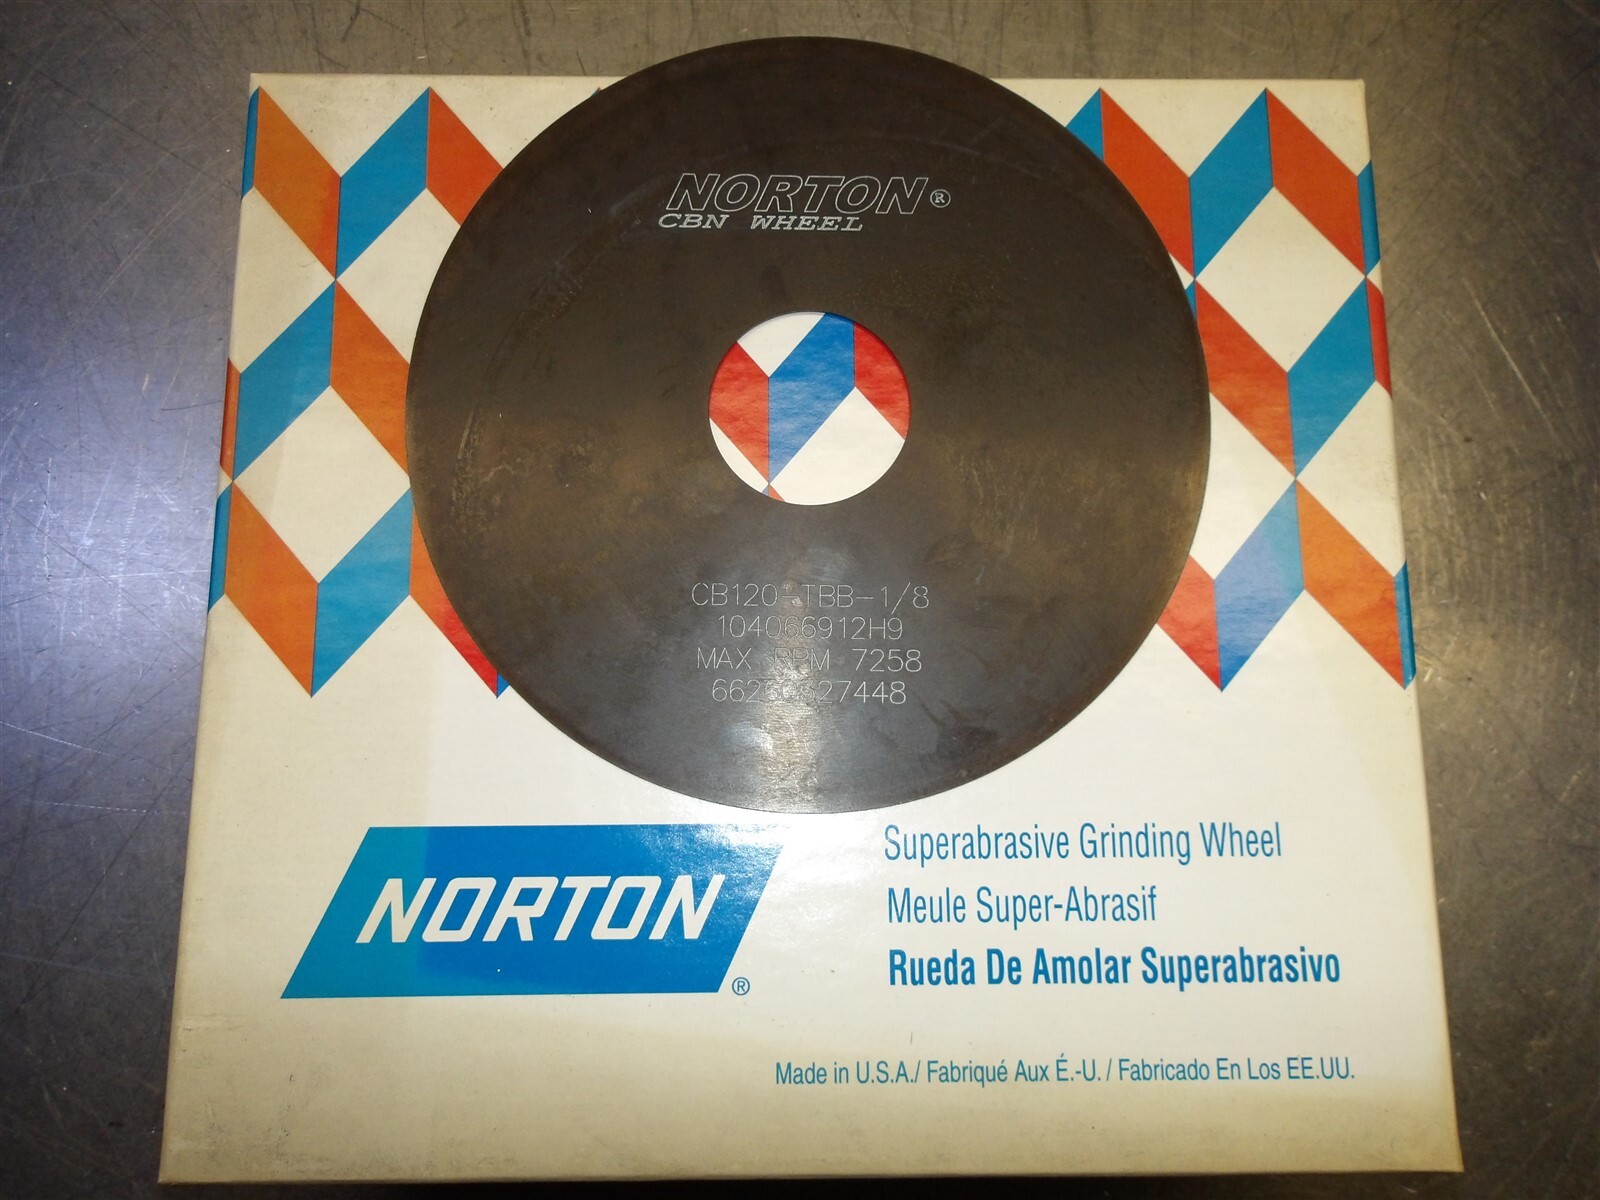 NORTON®
CBN WHEEL
CB120-TBB-1/8
104066912H9
MAX RPM 7258
NORTON®
Superabrasive Grinding Wheel
Meule Super-Abrasif
Rueda De Amolar Superabrasivo
Made in U.S.A./ Fabriqué Aux É.-U. / Fabricado En Los EE.UU.